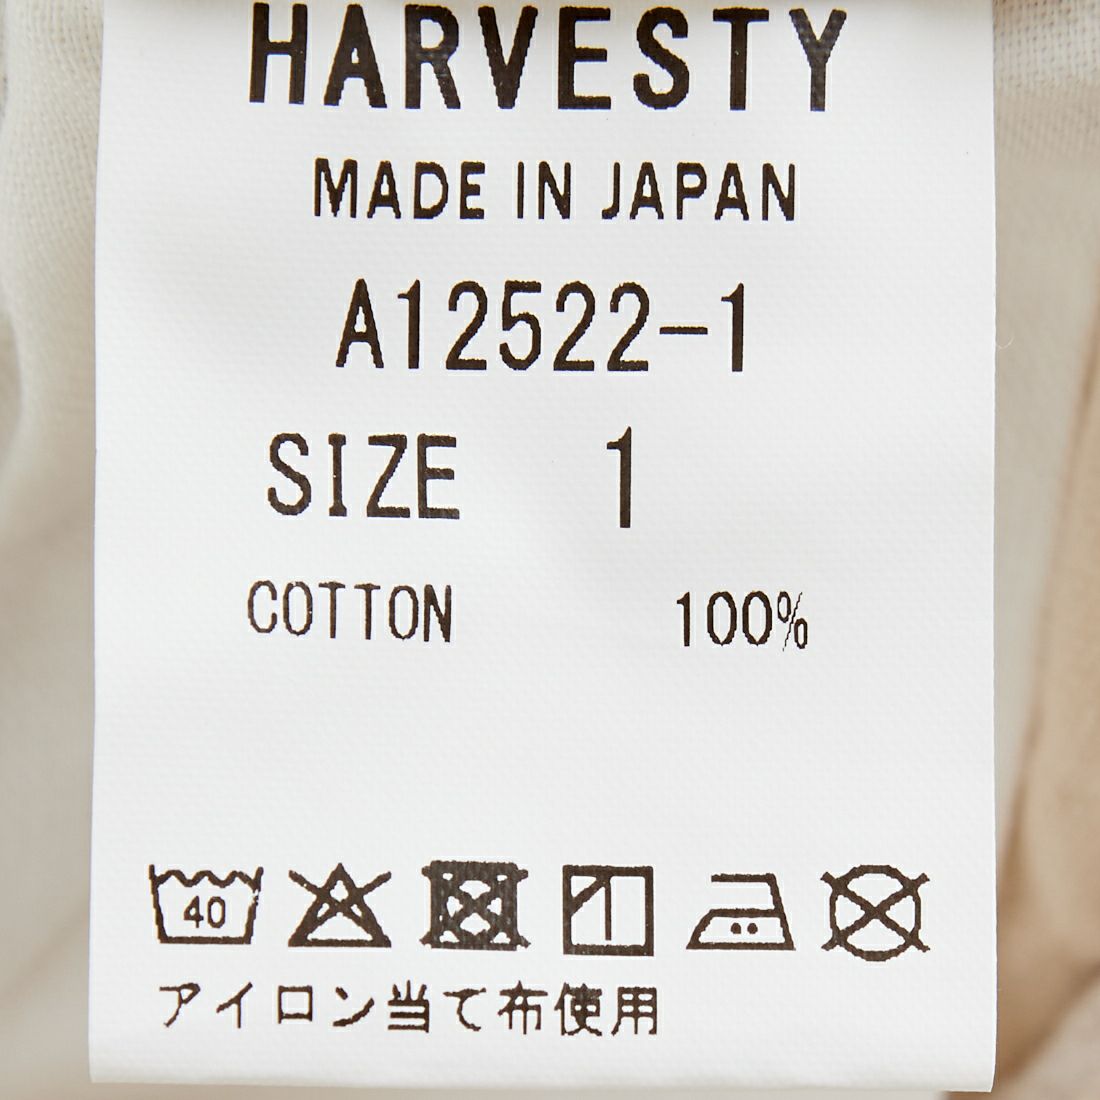 HARVESTY
MADE IN JAPAN
A12522-1
SIZE 1
COTTON 100%
40
アイロン当て布使用